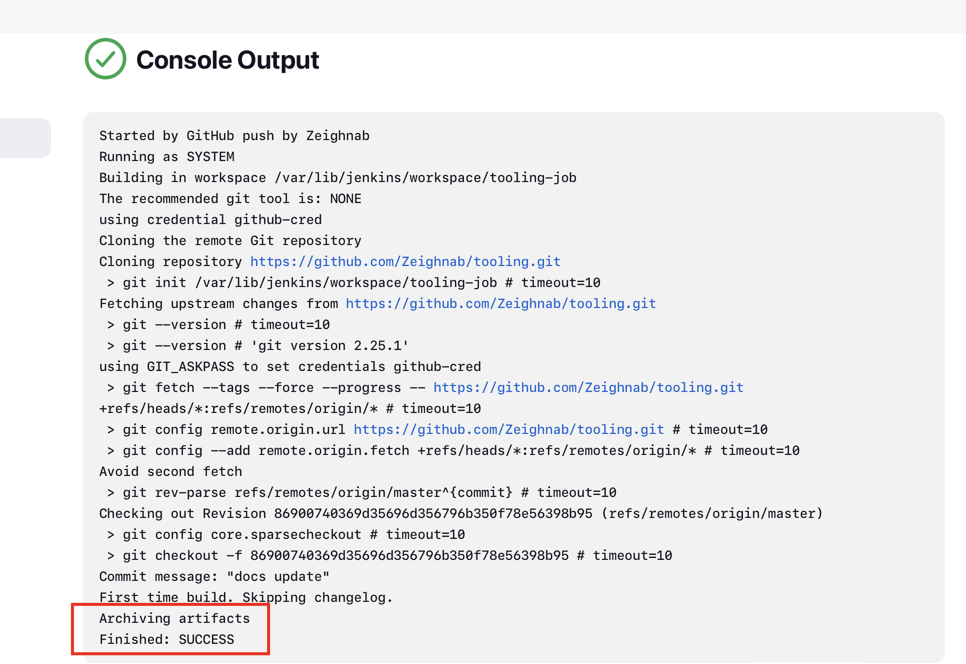 Console Output
Started by GitHub push by Zeighnab
Running as SYSTEM
Building in workspace /var/lib/jenkins/workspace/tooling-job
The recommended git tool is: NONE
using credential github-cred
Cloning the remote Git repository
Cloning repository https://github.com/Zeighnab/tooling.git
 > git init /var/lib/jenkins/workspace/tooling-job # timeout=10
Fetching upstream changes from https://github.com/Zeighnab/tooling.git
 > git --version # timeout=10
 > git --version # 'git version 2.25.1'
using GIT_ASKPASS to set credentials github-cred
 > git fetch --tags --force --progress -- https://github.com/Zeighnab/tooling.git
+refs/heads/*:refs/remotes/origin/* # timeout=10
 > git config remote.origin.url https://github.com/Zeighnab/tooling.git # timeout=10
 > git config --add remote.origin.fetch +refs/heads/*:refs/remotes/origin/* # timeout=10
Avoid second fetch
 > git rev-parse refs/remotes/origin/master^{commit} # timeout=10
Checking out Revision 86900740369d35696d356796b350f78e56398b95 (refs/remotes/origin/master)
 > git config core.sparsecheckout # timeout=10
 > git checkout -f 86900740369d35696d356796b350f78e56398b95 # timeout=10
Commit message: "docs update"
First time build. Skipping changelog.
Archiving artifacts
Finished: SUCCESS